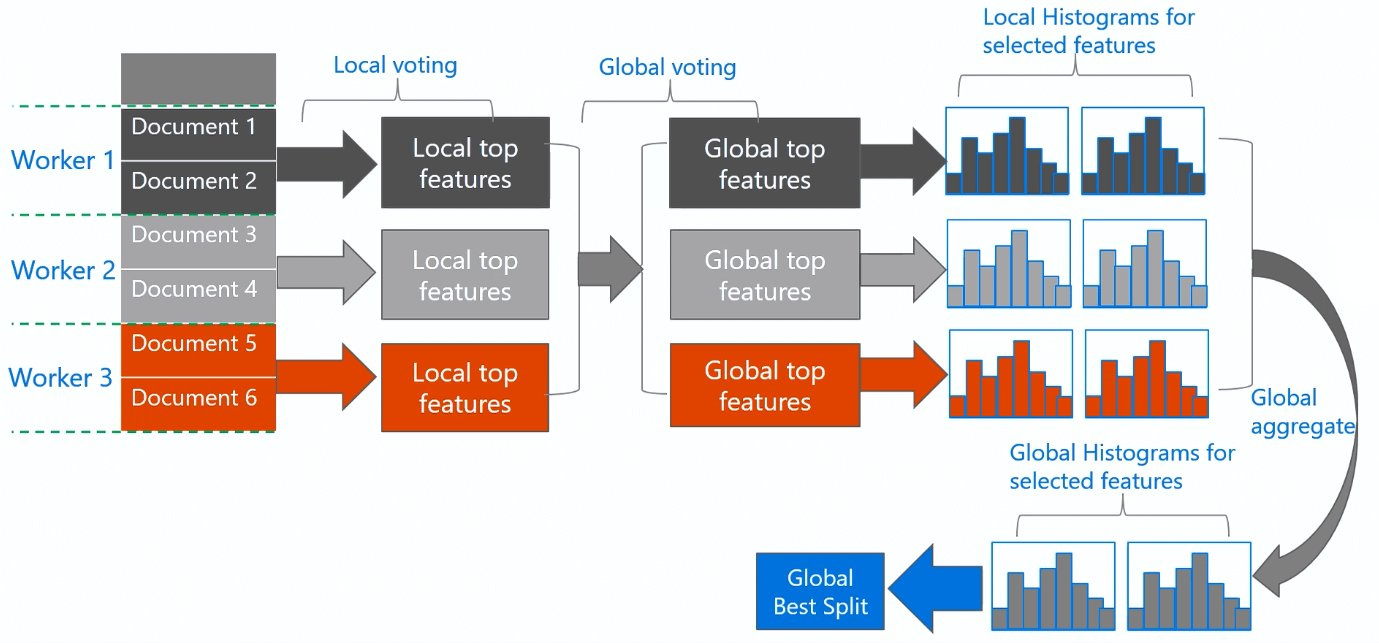 Local Histograms for
selected features
Local voting
Global voting
Worker 1
Document 1
Document 2
Local top
features
Global top
features
Worker 2
Document 3
Document 4
Local top
features
Global top
features
Worker 3
Document 5
Document 6
Local top
features
Global top
features
Global
aggregate
Global Histograms for
selected features
Global
Best Split